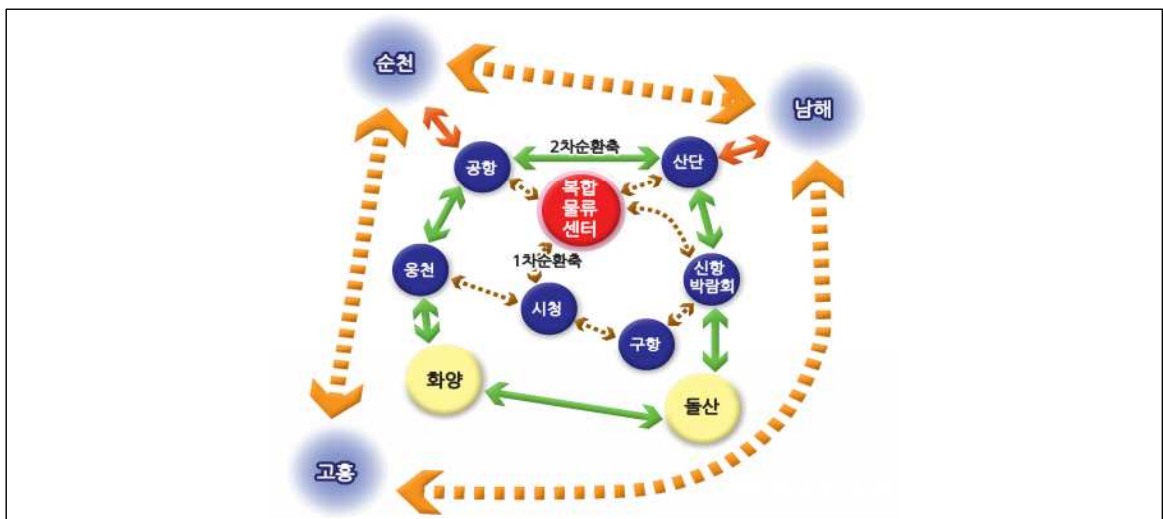 순천
남해
2차순환축
공항
산단
복합
물류
센터
1차순환축
웅천
신항
박람회
시청
구항
화양
돌산
고흥